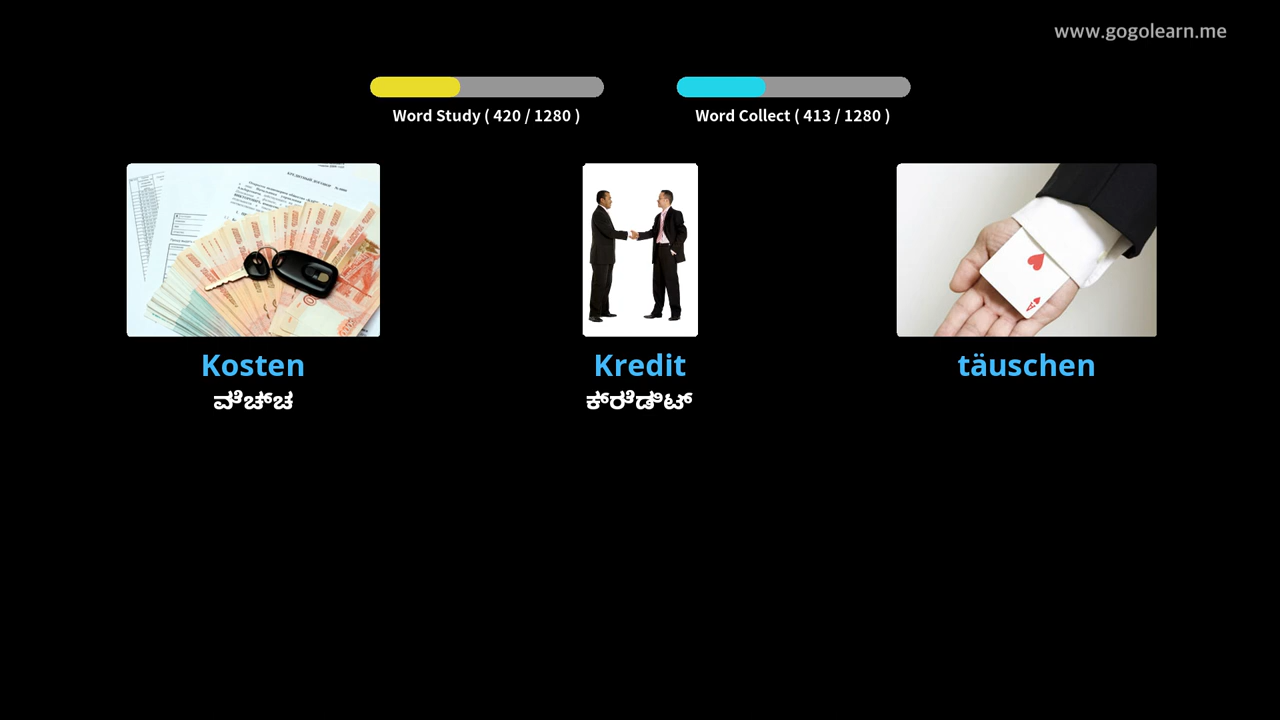 www.gogolearn.me
Word Study ( 420 / 1280 )
Word Collect ( 413 / 1280 )
Kosten
Kredit
täuschen
ವೆಚ್ಚ
ಕ್ರೆಡಿಟ್